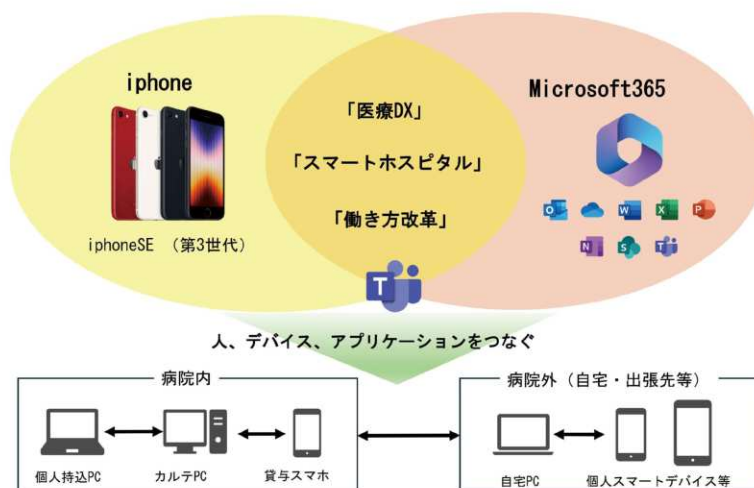 iphone
Microsoft365
「医療DX」
「スマートホスピタル」
「働き方改革」
iphoneSE （第3世代）
O
W
X
P
N
S
T
T
人、デバイス、アプリケーションをつなぐ
病院内
病院外（自宅・出張先等）
個人持込PC
カルテPC
貸与スマホ
自宅PC
個人スマートデバイス等